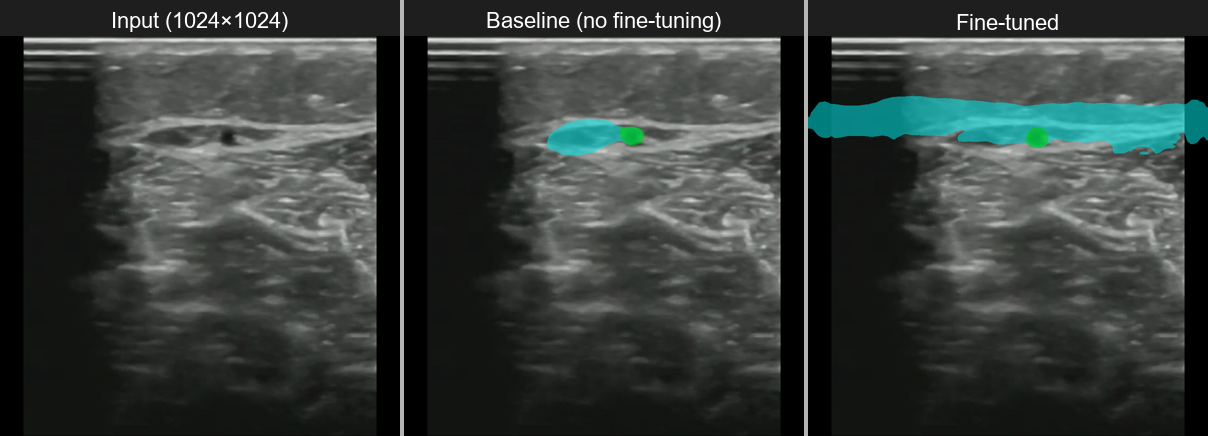 Input (1024×1024)
Baseline (no fine-tuning)
Fine-tuned